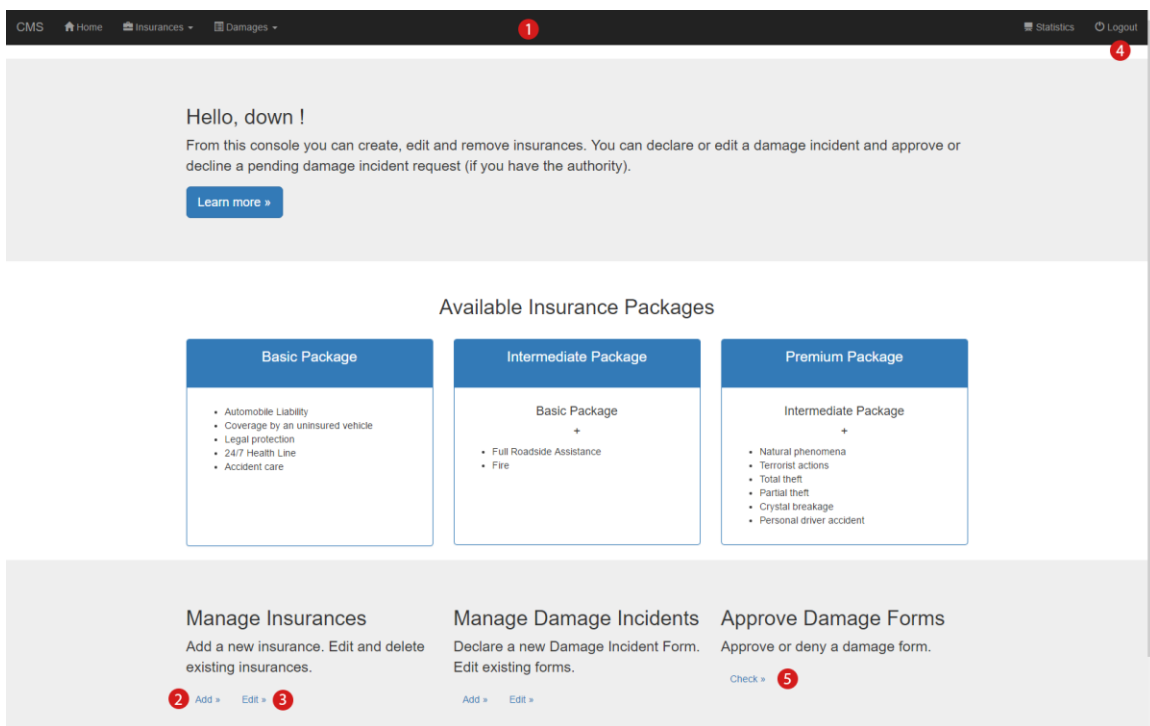 CMS Home Insurances Damages 1 Statistics Logout
4
Hello, down !
From this console you can create, edit and remove insurances. You can declare or edit a damage incident and approve or
decline a pending damage incident request (if you have the authority).
Learn more »
Available Insurance Packages
Basic Package
• Automobile Liability
• Coverage by an uninsured vehicle
• Legal protection
• 24/7 Health Line
• Accident care
Intermediate Package
Basic Package
+
• Full Roadside Assistance
• Fire
Premium Package
Intermediate Package
+
• Natural phenomena
• Terrorist actions
• Total theft
• Partial theft
• Crystal breakage
• Personal driver accident
Manage Insurances
Add a new insurance. Edit and delete
existing insurances.
2 Add » Edit » 3
Manage Damage Incidents
Declare a new Damage Incident Form.
Edit existing forms.
Add » Edit »
Approve Damage Forms
Approve or deny a damage form.
Check » 5